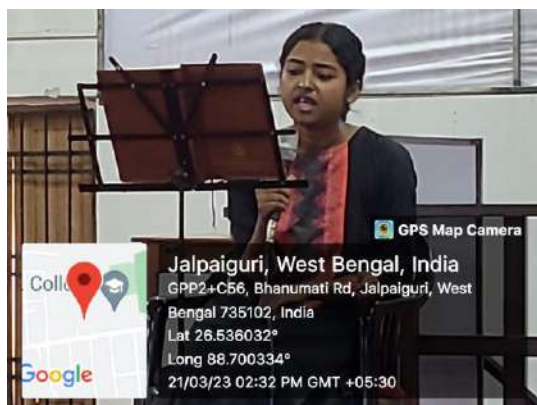 GPS Map Camera
Jalpaiguri, West Bengal, India
GPP2+C56, Bhanumati Rd, Jalpaiguri, West
Bengal 735102, India
Lat 26.536032°
Long 88.700334°
21/03/23 02:32 PM GMT +05:30
Colle
Google